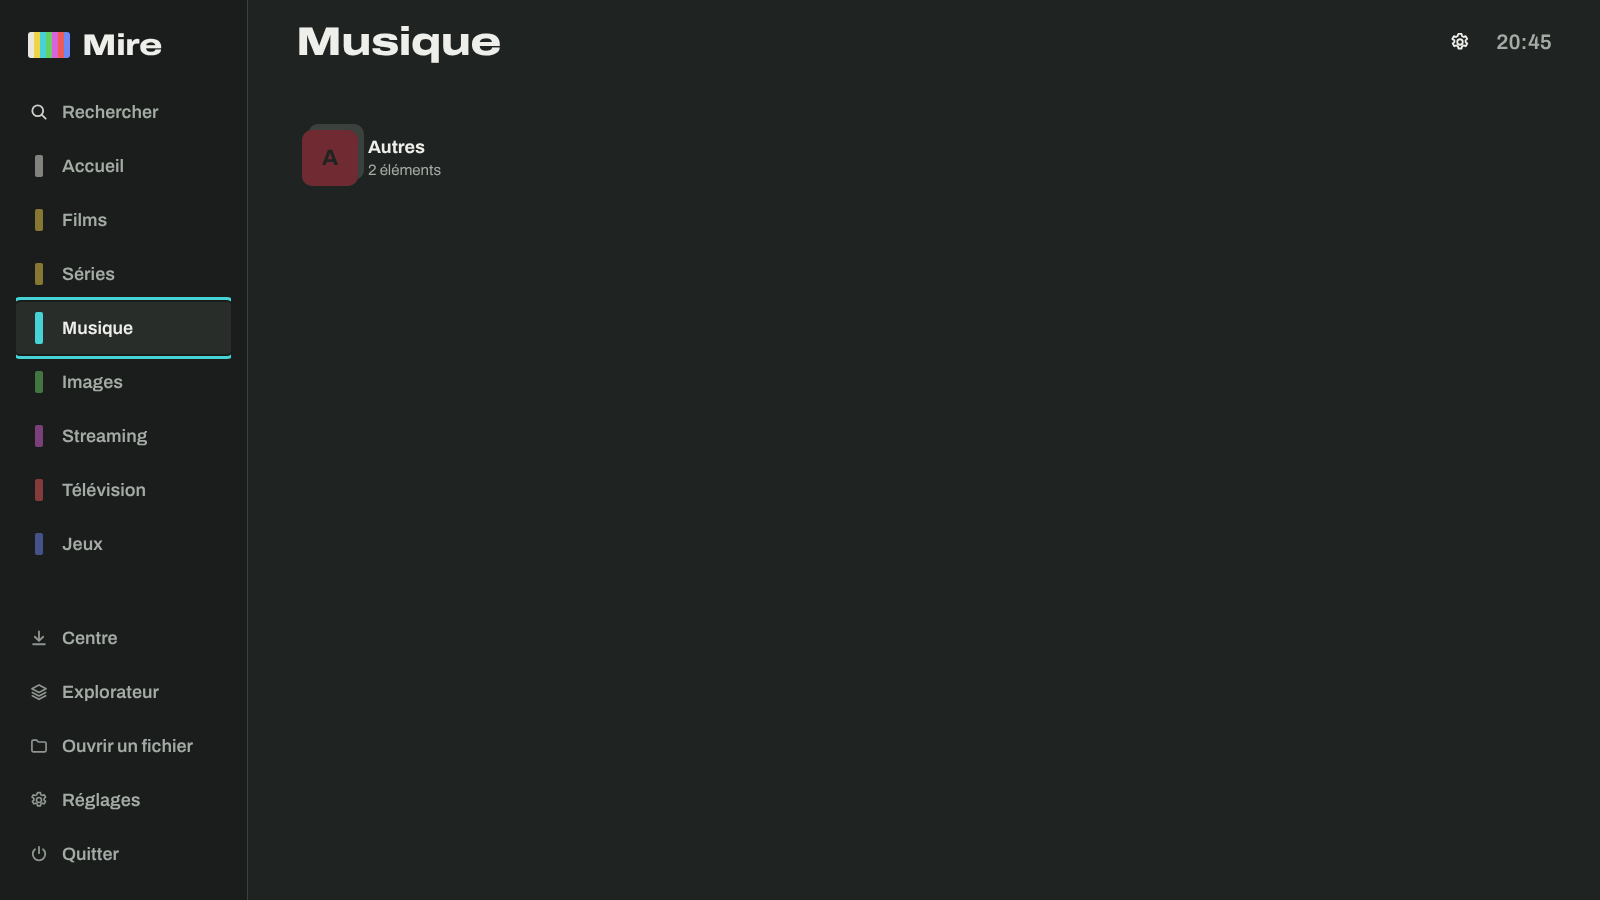 Mire
Rechercher
Accueil
Films
Séries
Musique
Images
Streaming
Télévision
Jeux
Centre
Explorateur
Ouvrir un fichier
Réglages
Quitter
Musique
20:45
A
Autres
2 éléments